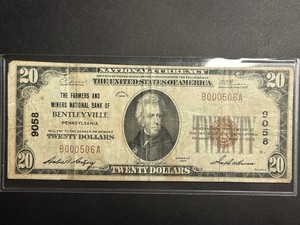 NATIONAL CURRENCY
THE UNITED STATES OF AMERICA
20
20
THE FARMERS AND
MINERS NATIONAL BANK OF
BENTLEYVILLE
PENNSYLVANIA
WILL PAY TO THE BEARER ON DEMAND
TWENTY DOLLARS
B000506A
B000506A
9058
9058
20
TWENTY DOLLARS
20